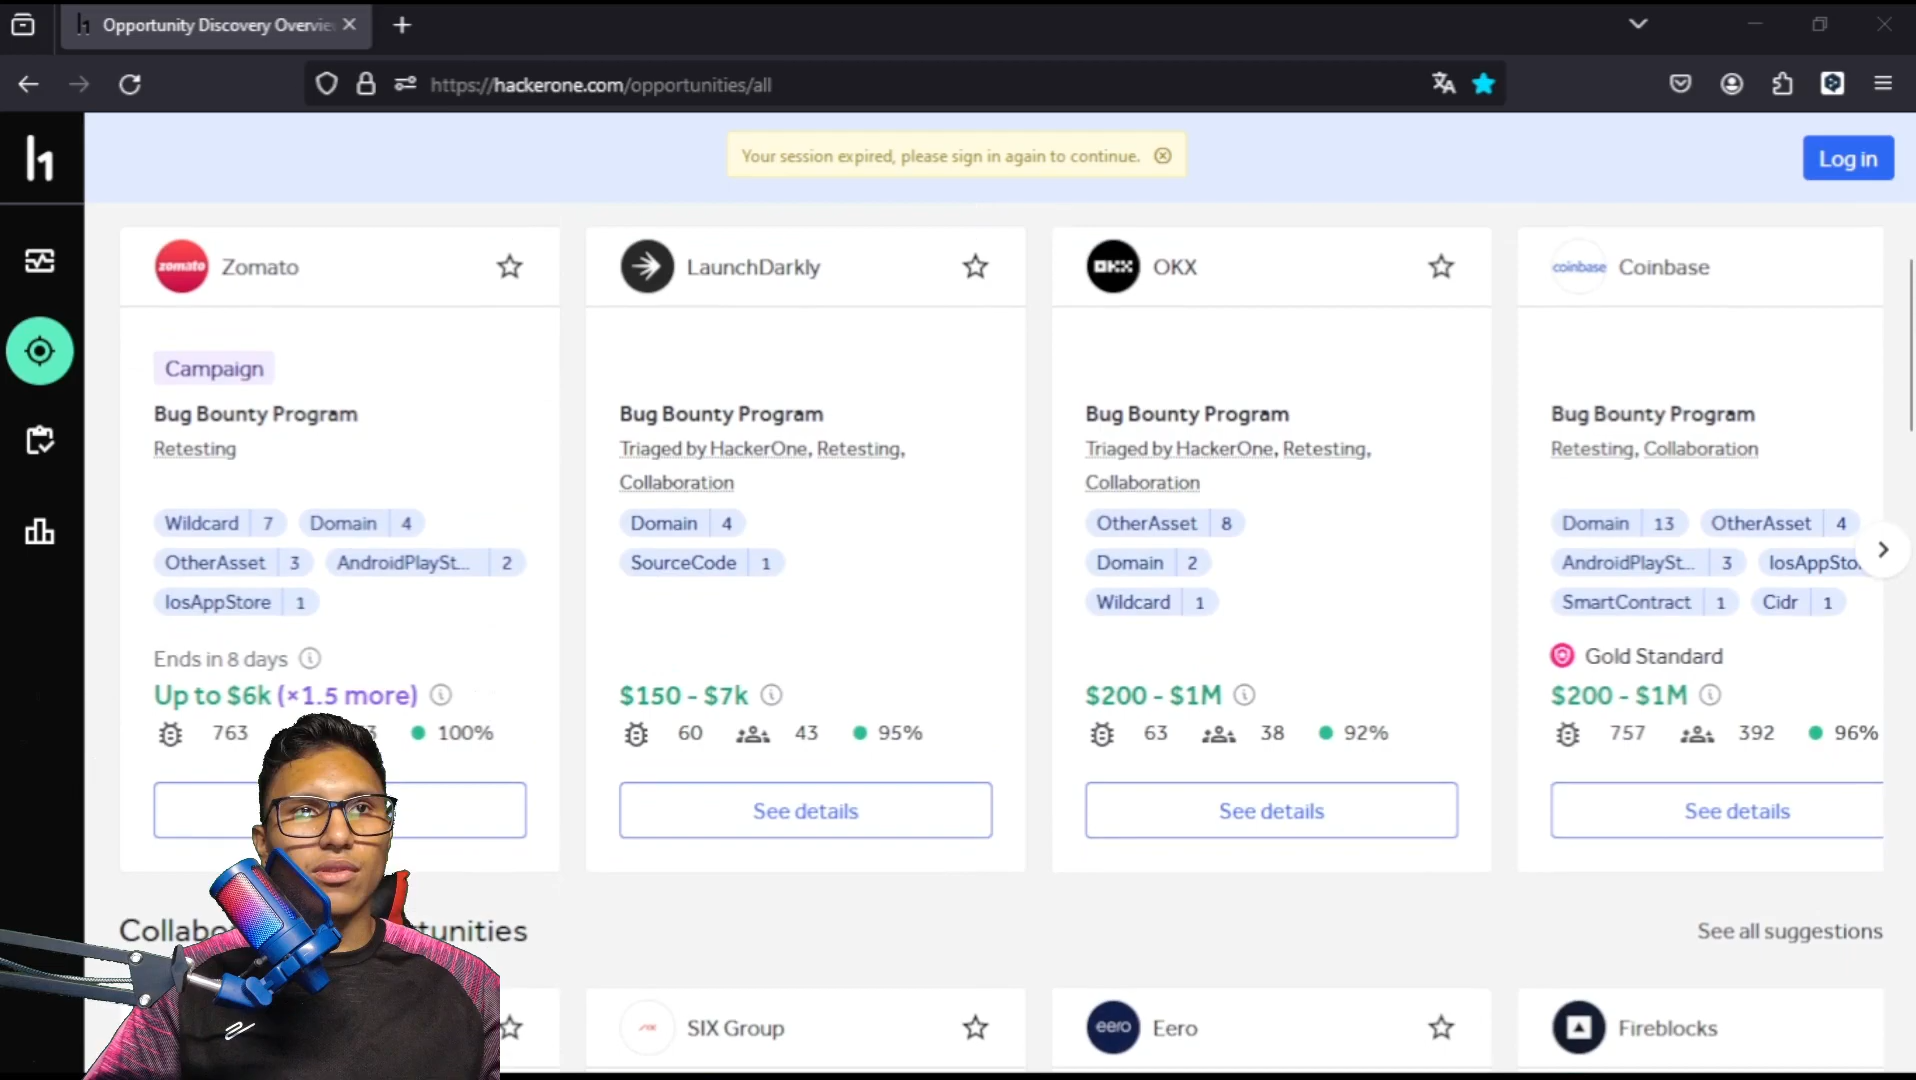 Opportunity Discovery Overvie
https://hackerone.com/opportunities/all
Your session expired, please sign in again to continue.
Log in
h1
zomato
Zomato
LaunchDarkly
OKX
OKX
coinbase
Coinbase
Campaign
Bug Bounty Program
Retesting
Wildcard 7
Domain 4
OtherAsset 3
AndroidPlaySt... 2
IosAppStore 1
Ends in 8 days
Up to $6k (×1.5 more)
763
3
100%
Bug Bounty Program
Triaged by HackerOne, Retesting,
Collaboration
Domain 4
SourceCode 1
$150 - $7k
60
43
95%
See details
Bug Bounty Program
Triaged by HackerOne, Retesting,
Collaboration
OtherAsset 8
Domain 2
Wildcard 1
$200 - $1M
63
38
92%
See details
Bug Bounty Program
Retesting, Collaboration
Domain 13
OtherAsset 4
AndroidPlaySt... 3
IosAppSto
SmartContract 1
Cidr 1
Gold Standard
$200 - $1M
757
392
96%
See details
Collabo
tunities
See all suggestions
SIX Group
eero
Eero
Fireblocks